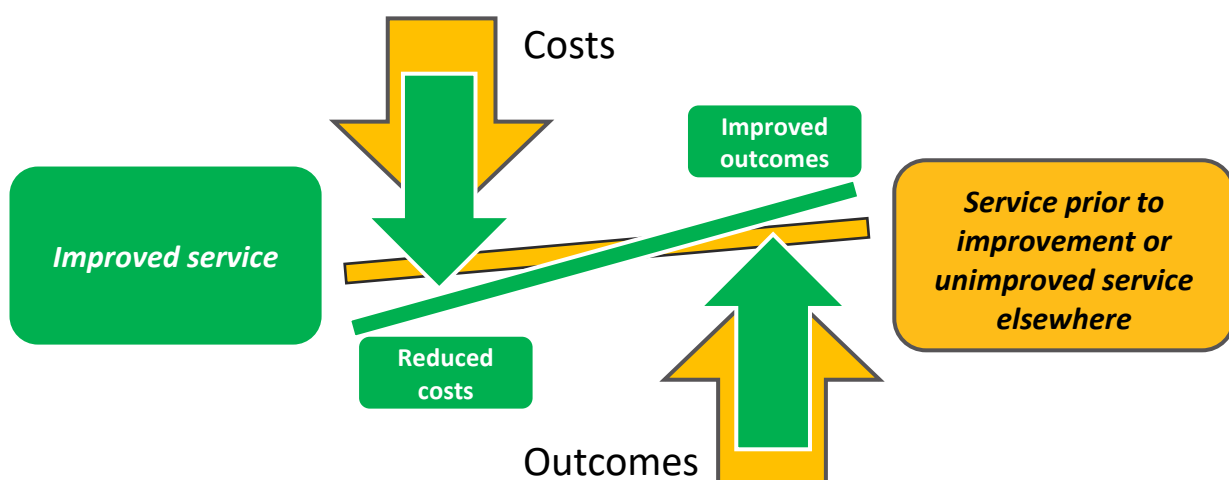 Costs
Improved
outcomes
Improved service
Service prior to
improvement or
unimproved service
elsewhere
Reduced
costs
Outcomes